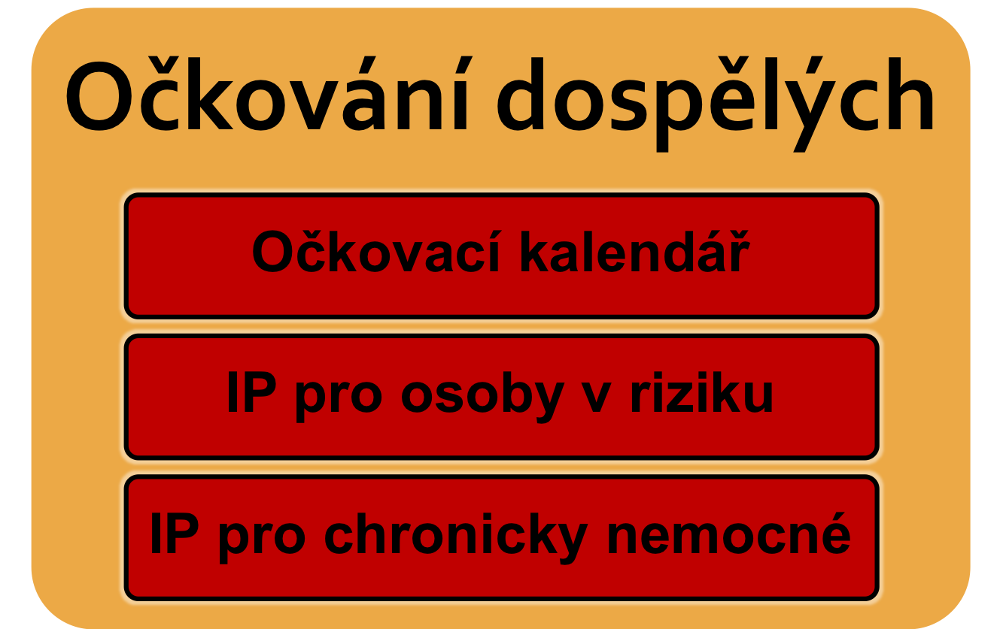 Očkování dospělých
Očkovací kalendář
IP pro osoby v riziku
IP pro chronicky nemocné